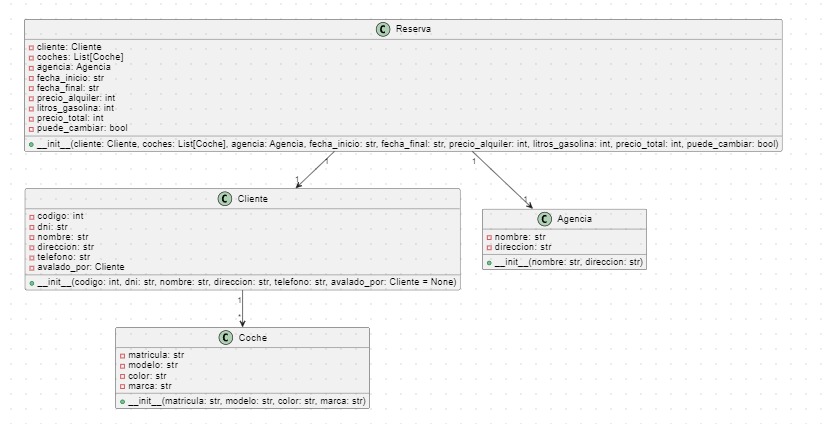 C Reserva
cliente: Cliente
coches: List[Coche]
agencia: Agencia
fecha_inicio: str
fecha_final: str
precio_alquiler: int
litros_gasolina: int
precio_total: int
puede_cambiar: bool
__init__(cliente: Cliente, coches: List[Coche], agencia: Agencia, fecha_inicio: str, fecha_final: str, precio_alquiler: int, litros_gasolina: int, precio_total: int, puede_cambiar: bool)
1 1
1 1
C Cliente
codigo: int
dni: str
nombre: str
direccion: str
telefono: str
avalado_por: Cliente
__init__(codigo: int, dni: str, nombre: str, direccion: str, telefono: str, avalado_por: Cliente = None)
C Agencia
nombre: str
direccion: str
__init__(nombre: str, direccion: str)
1
*
C Coche
matricula: str
modelo: str
color: str
marca: str
__init__(matricula: str, modelo: str, color: str, marca: str)